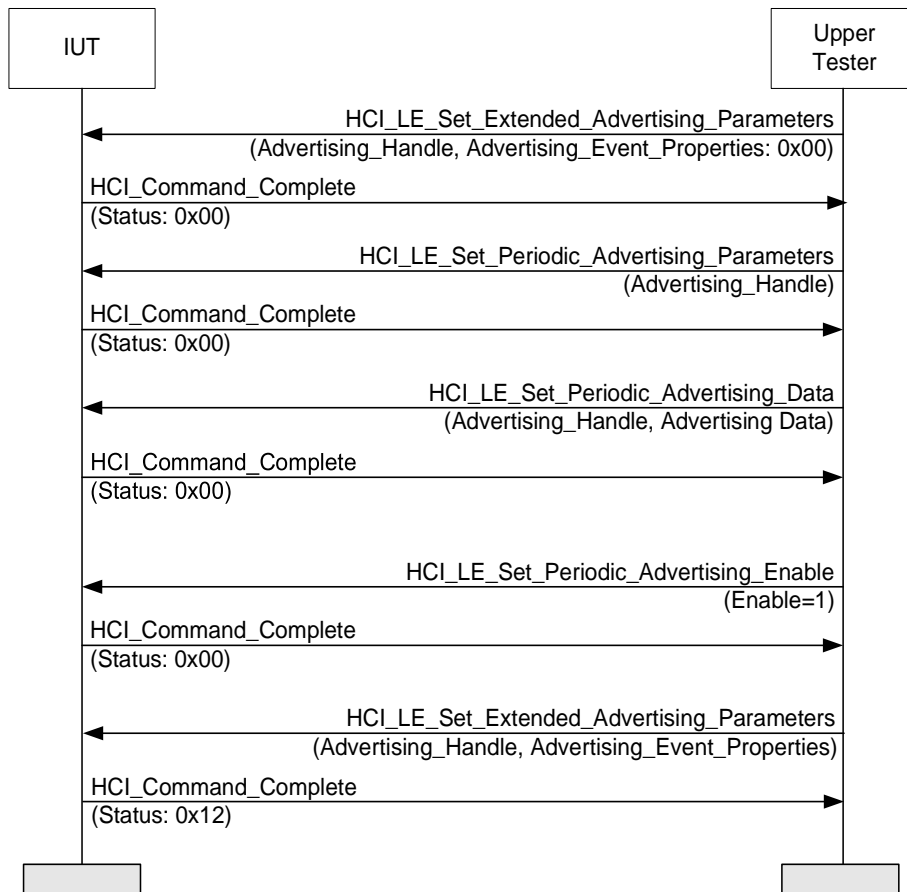 IUT
Upper
Tester
HCI_LE_Set_Extended_Advertising_Parameters
(Advertising_Handle, Advertising_Event_Properties: 0x00)
HCI_Command_Complete
(Status: 0x00)
HCI_LE_Set_Periodic_Advertising_Parameters
(Advertising_Handle)
HCI_Command_Complete
(Status: 0x00)
HCI_LE_Set_Periodic_Advertising_Data
(Advertising_Handle, Advertising Data)
HCI_Command_Complete
(Status: 0x00)
HCI_LE_Set_Periodic_Advertising_Enable
(Enable=1)
HCI_Command_Complete
(Status: 0x00)
HCI_LE_Set_Extended_Advertising_Parameters
(Advertising_Handle, Advertising_Event_Properties)
HCI_Command_Complete
(Status: 0x12)